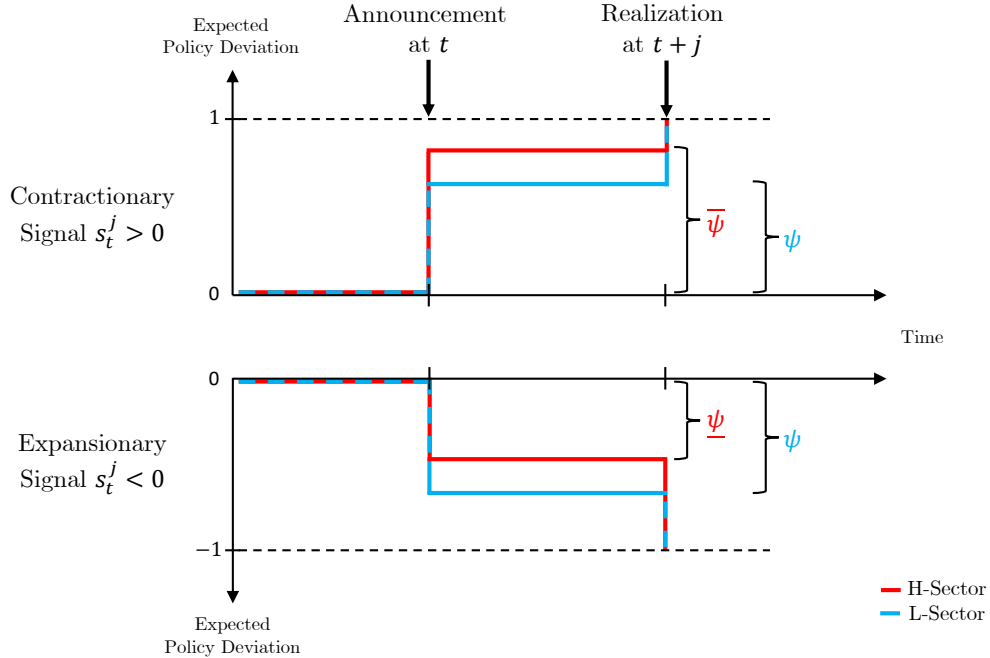 Expected
Policy Deviation
Announcement
at t
Realization
at t + j
1
Contractionary
Signal s_t^j > 0
ψ̅
ψ
0
Time
0
Expansionary
Signal s_t^j < 0
ψ̲
ψ
−1
H-Sector
L-Sector
Expected
Policy Deviation